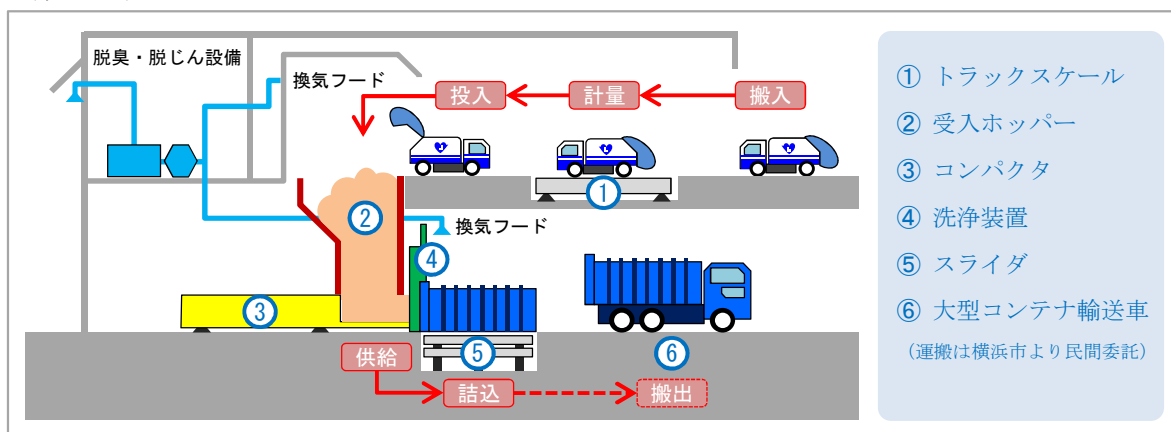 脱臭・脱じん設備
換気フード
投入
計量
搬入
①
②
換気フード
④
③
⑤
⑥
供給
詰込
搬出
① トラックスケール
② 受入ホッパー
③ コンパクタ
④ 洗浄装置
⑤ スライダ
⑥ 大型コンテナ輸送車
（運搬は横浜市より民間委託）